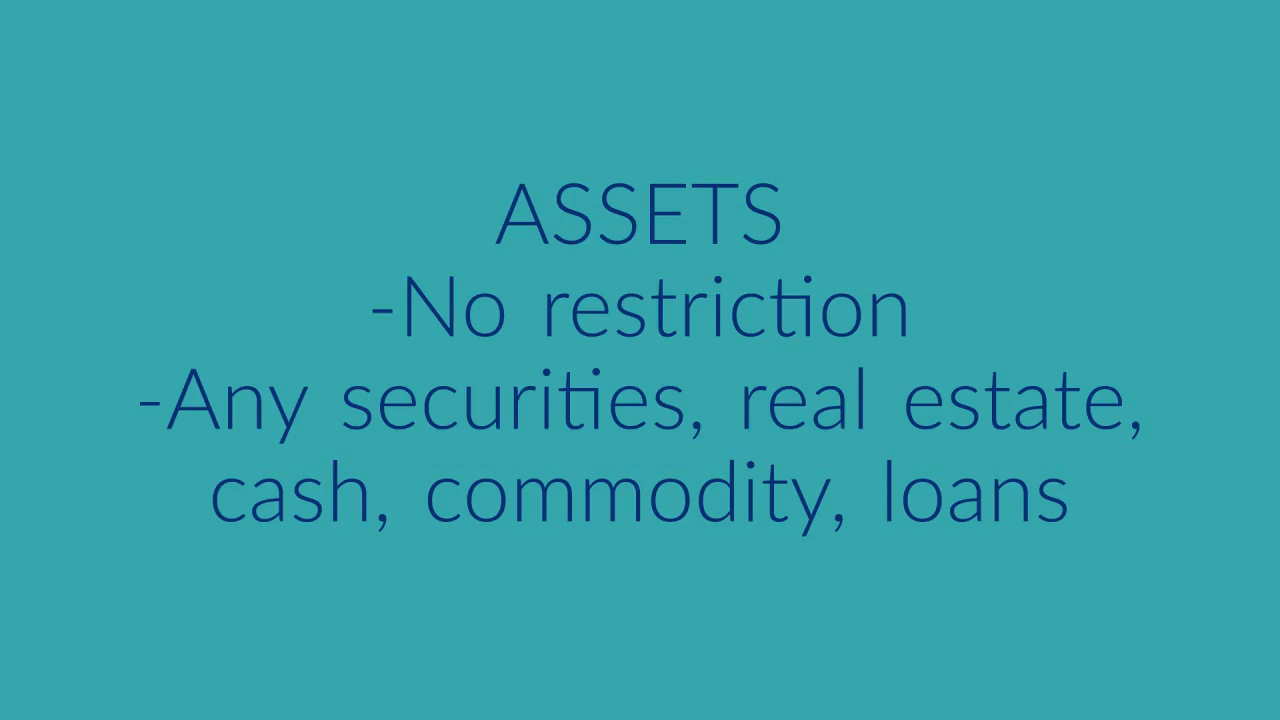 ASSETS
-No restriction
-Any securities, real estate,
cash, commodity, loans